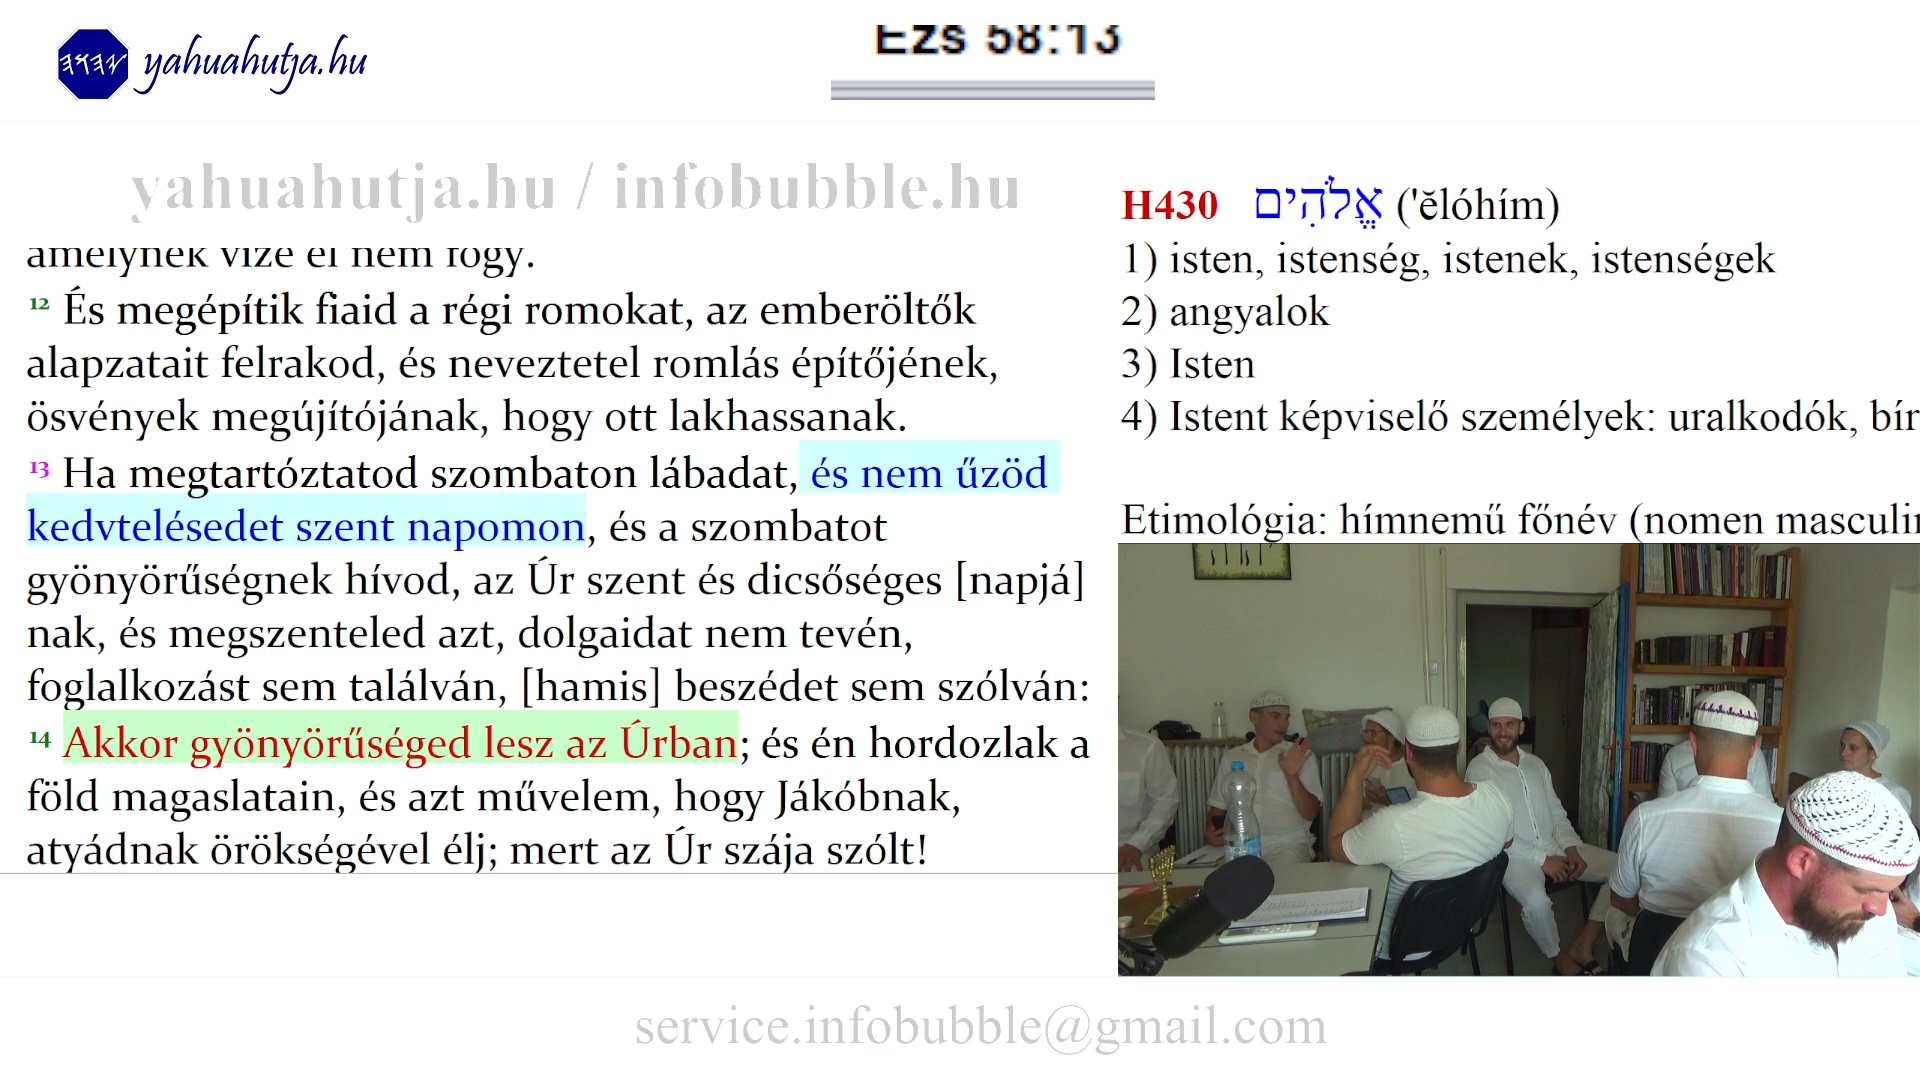 yahuahutja.hu
Ezs 58:13
yahuahutja.hu / infobubble.hu
amelynek vize el nem fogy.
12 És megépítik fiaid a régi romokat, az emberöltők
alapzatait felrakod, és neveztetel romlás építőjének,
ösvények megújítójának, hogy ott lakhassanak.
13 Ha megtartóztatod szombaton lábadat, és nem űzöd
kedvtelésedet szent napomon, és a szombatot
gyönyörűségnek hívod, az Úr szent és dicsőséges [napjá]
nak, és megszenteled azt, dolgaidat nem tevén,
foglalkozást sem találván, [hamis] beszédet sem szólván:
14 Akkor gyönyörűséged lesz az Úrban; és én hordozlak a
föld magaslatain, és azt művelem, hogy Jákóbnak,
atyádnak örökségével élj; mert az Úr szája szólt!
H430 אֱלֹהִים ('ĕlóhím)
1) isten, istenség, istenek, istenségek
2) angyalok
3) Isten
4) Istent képviselő személyek: uralkodók, bír
Etimológia: hímnemű főnév (nomen masculin
service.infobubble@gmail.com